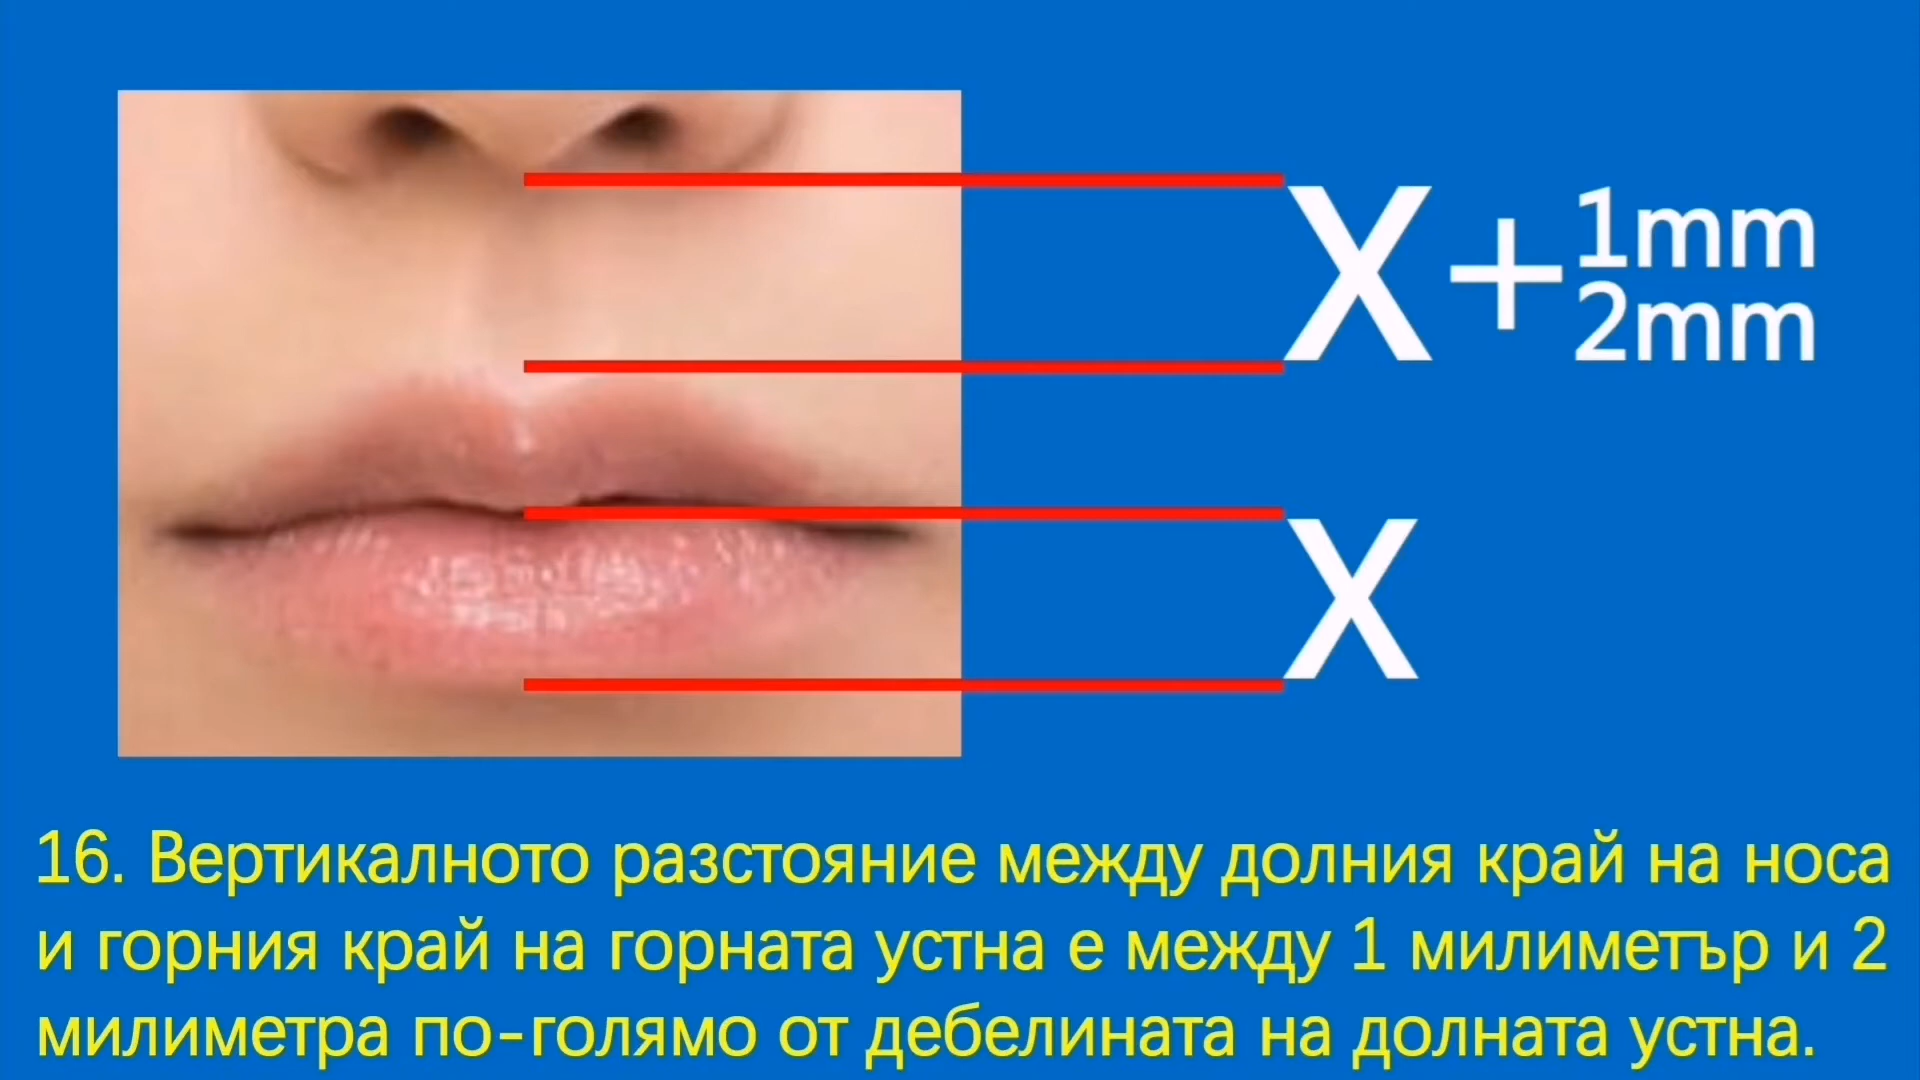 X+1mm
2mm
X
16. Вертикалното разстояние между долния край на носа
и горния край на горната устна е между 1 милиметър и 2
милиметра по-голямо от дебелината на долната устна.